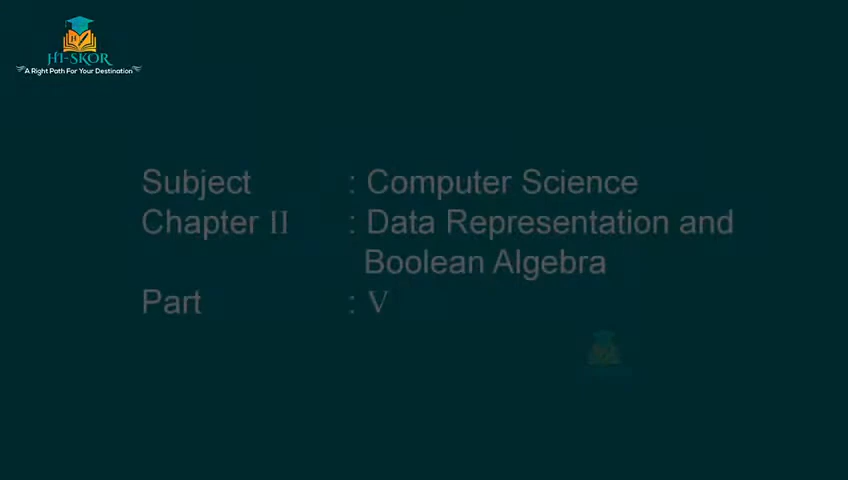 HI-SKOR
A Right Path For Your Destination
Subject : Computer Science
Chapter II : Data Representation and
Boolean Algebra
Part : V